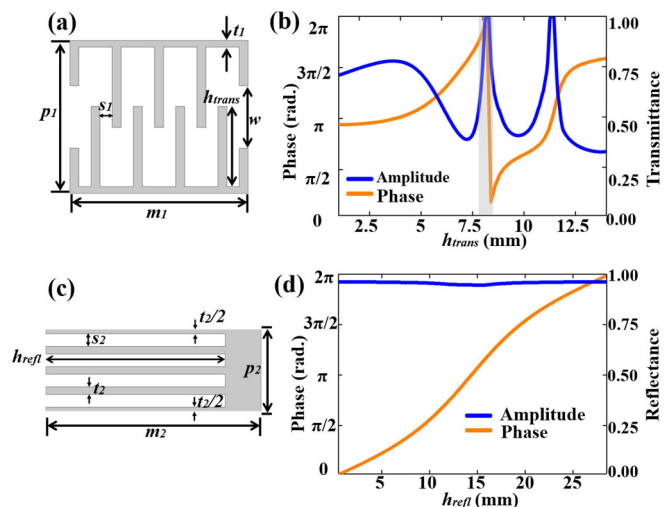 (a)
t1
p1
s1
htrans
w
m1
(b)
2π
3π/2
π
π/2
0
Phase (rad.)
1.00
0.75
0.50
0.25
0.00
Transmittance
Amplitude
Phase
2.5 5.0 7.5 10.0 12.5
htrans (mm)
(c)
t2/2
s2
hrefl
p2
t2
t2/2
m2
(d)
2π
3π/2
π
π/2
0
Phase (rad.)
1.00
0.75
0.50
0.25
0.00
Reflectance
Amplitude
Phase
5 10 15 20 25
hrefl (mm)